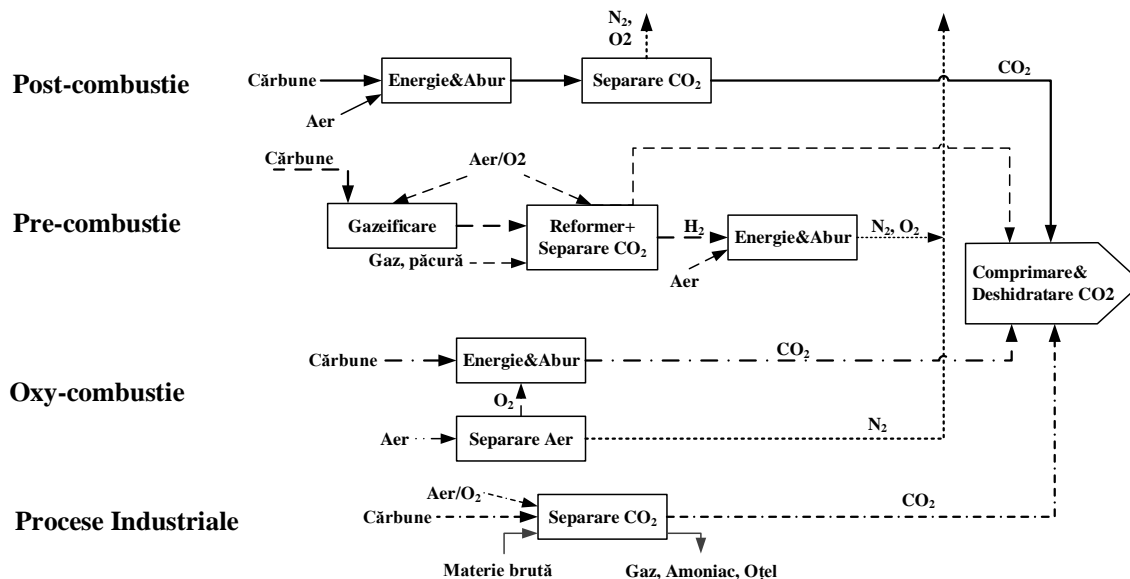 N₂,
O2
Post-combustie
Cărbune
Energie&Abur
Separare CO₂
CO₂
Aer
Cărbune
Aer/O2
Pre-combustie
Gazeificare
Reformer+
Separare CO₂
H₂
Energie&Abur
N₂, O₂
Gaz, păcură
Aer
Comprimare&
Deshidratare CO2
Oxy-combustie
Cărbune
Energie&Abur
CO₂
O₂
Aer
Separare Aer
N₂
Procese Industriale
Aer/O₂
Cărbune
Separare CO₂
CO₂
Materie brută
Gaz, Amoniac, Oțel